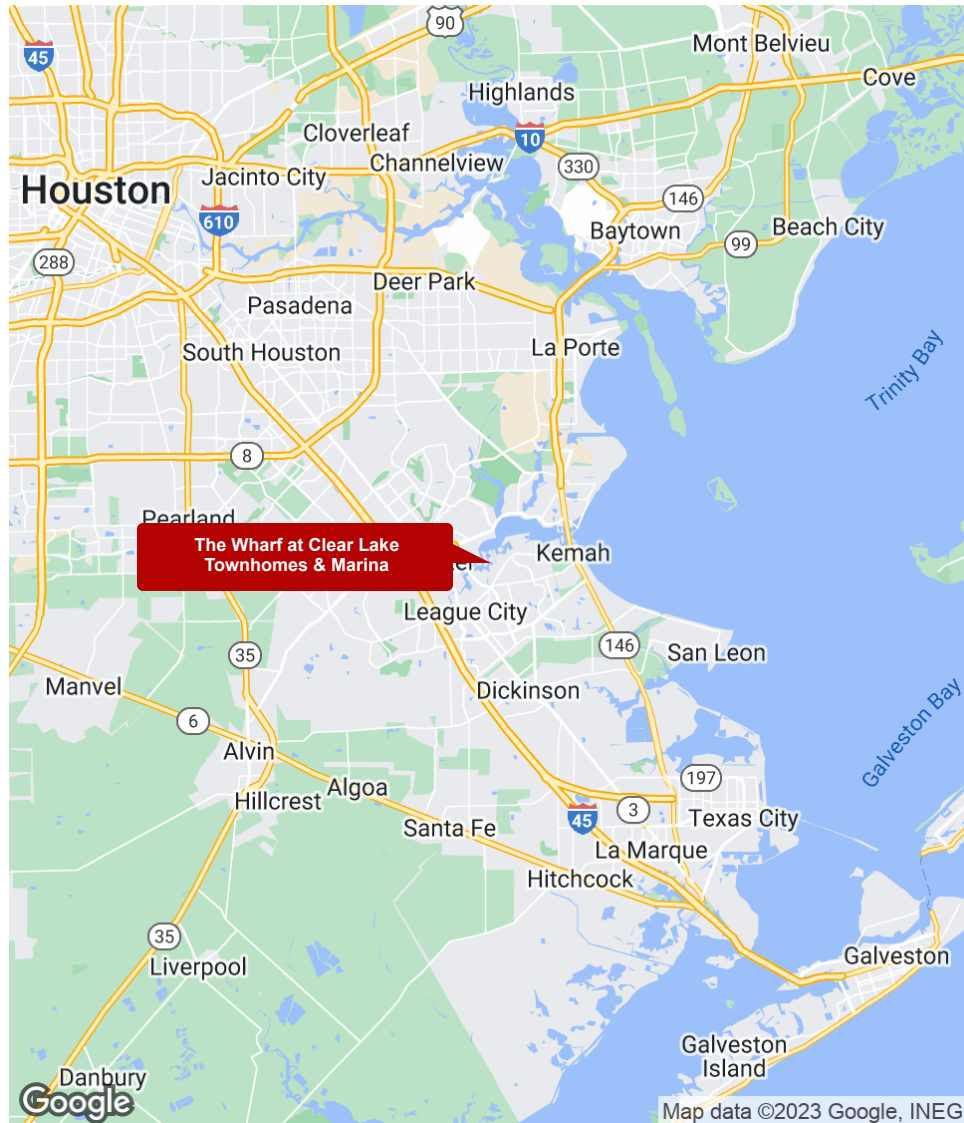 90
Mont Belvieu
45
Cove
Highlands
Cloverleaf
10
Channelview
330
Jacinto City
Houston
146
610
Beach City
Baytown
99
288
Deer Park
Pasadena
La Porte
South Houston
Trinity Bay
8
Pearland
The Wharf at Clear Lake
Townhomes & Marina
Kemah
League City
146
35
San Leon
Manvel
Dickinson
6
Galveston Bay
Alvin
197
Algoa
Hillcrest
3
45
Texas City
Santa Fe
La Marque
Hitchcock
35
Galveston
Liverpool
Galveston
Island
Danbury
Google
Map data ©2023 Google, INEG